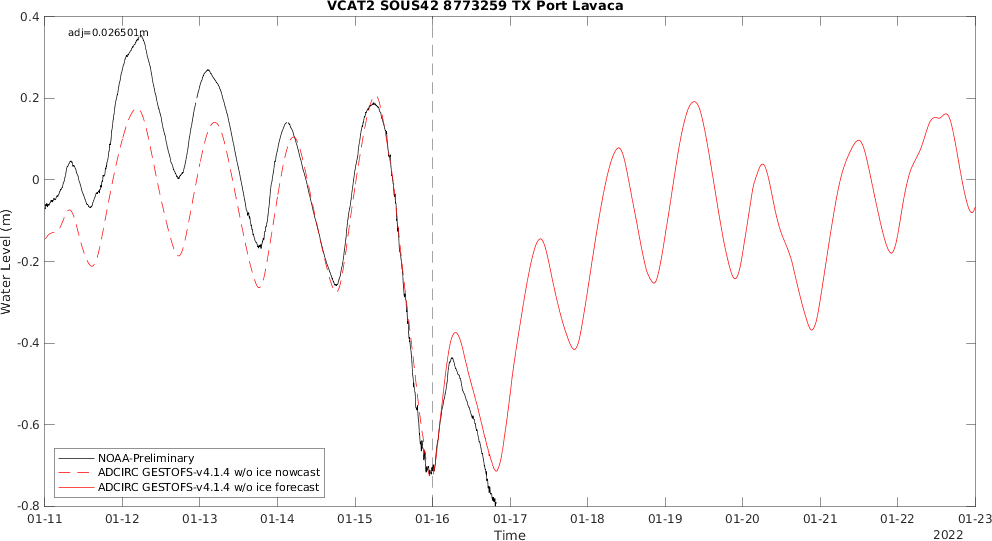 VCAT2 SOUS42 8773259 TX Port Lavaca
adj=0.026501m
0.4
0.2
0
-0.2
-0.4
-0.6
-0.8
Water Level (m)
NOAA-Preliminary
ADCIRC GESTOFS-v4.1.4 w/o ice nowcast
ADCIRC GESTOFS-v4.1.4 w/o ice forecast
01-11 01-12 01-13 01-14 01-15 01-16 01-17 01-18 01-19 01-20 01-21 01-22 01-23
Time
2022